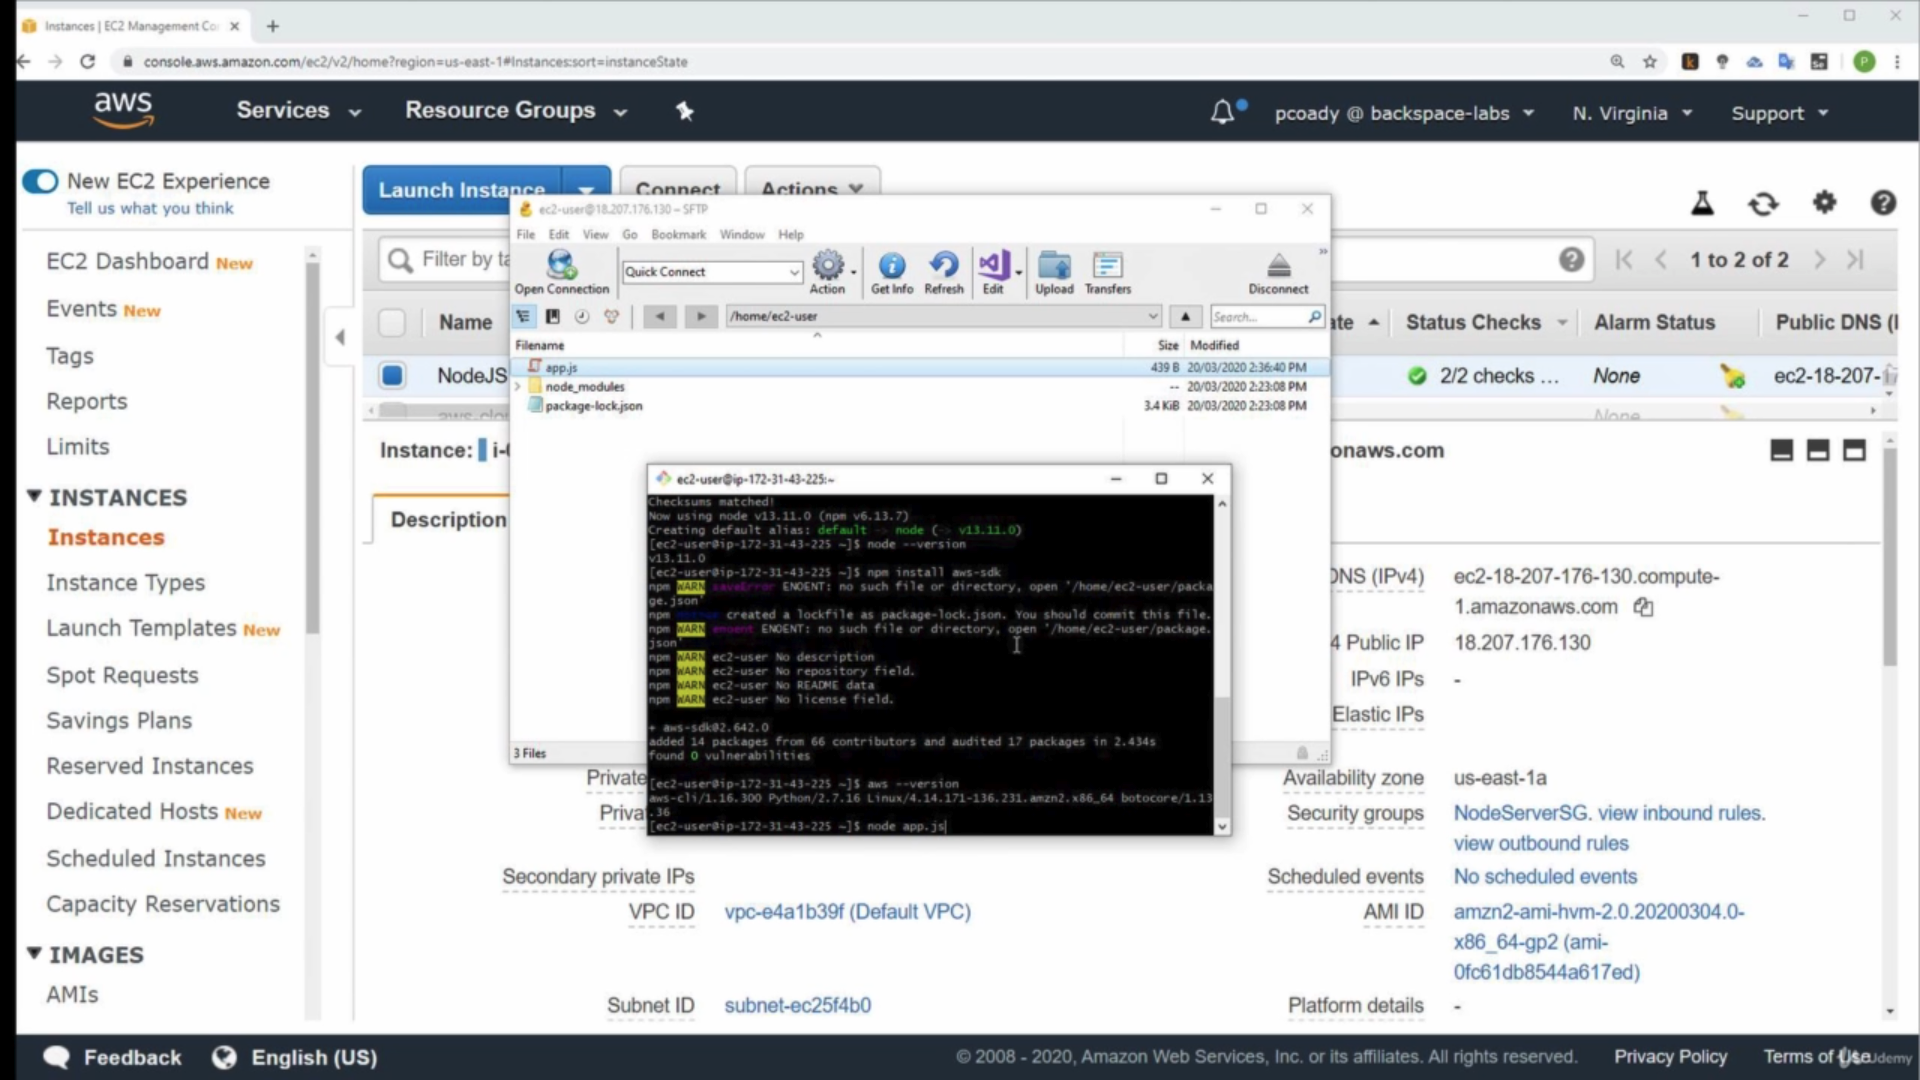 Instances | EC2 Management Co
console.aws.amazon.com/ec2/v2/home?region=us-east-1#Instances:sort=instanceState
aws
Services
Resource Groups
pcoady @ backspace-labs
N. Virginia
Support
New EC2 Experience
Tell us what you think
EC2 Dashboard New
Events New
Tags
Reports
Limits
INSTANCES
Instances
Instance Types
Launch Templates New
Spot Requests
Savings Plans
Reserved Instances
Dedicated Hosts New
Scheduled Instances
Capacity Reservations
IMAGES
AMIs
Launch Instance
Connect
Actions
Filter by ta
1 to 2 of 2
Name
te
Status Checks
Alarm Status
Public DNS (I
NodeJS
2/2 checks ...
None
ec2-18-207-
aws-clo
None
Instance: i-
onaws.com
Description
ec2-user@18.207.176.130 – SFTP
File Edit View Go Bookmark Window Help
Open Connection
Quick Connect
Action
Get Info
Refresh
Edit
Upload
Transfers
Disconnect
/home/ec2-user
Search...
Filename Size Modified
app.js 439 B 20/03/2020 2:36:40 PM
node_modules -- 20/03/2020 2:23:08 PM
package-lock.json 3.4 KiB 20/03/2020 2:23:08 PM
3 Files
ec2-user@ip-172-31-43-225:~
Checksums matched!
Now using node v13.11.0 (npm v6.13.7)
Creating default alias: default -> node (-> v13.11.0)
[ec2-user@ip-172-31-43-225 ~]$ node --version
v13.11.0
[ec2-user@ip-172-31-43-225 ~]$ npm install aws-sdk
npm WARN saveError ENOENT: no such file or directory, open '/home/ec2-user/packa
ge.json'
npm created a lockfile as package-lock.json. You should commit this file.
npm WARN enoent ENOENT: no such file or directory, open '/home/ec2-user/package.
json'
npm WARN ec2-user No description
npm WARN ec2-user No repository field.
npm WARN ec2-user No README data
npm WARN ec2-user No license field.
+ aws-sdk@2.642.0
added 14 packages from 66 contributors and audited 17 packages in 2.434s
found 0 vulnerabilities
[ec2-user@ip-172-31-43-225 ~]$ aws --version
aws-cli/1.16.300 Python/2.7.16 Linux/4.14.171-136.231.amzn2.x86_64 botocore/1.13
.36
[ec2-user@ip-172-31-43-225 ~]$ node app.js
DNS (IPv4)
ec2-18-207-176-130.compute-
1.amazonaws.com
4 Public IP
18.207.176.130
IPv6 IPs
-
Elastic IPs
Private
Availability zone
us-east-1a
Priva
Security groups
NodeServerSG. view inbound rules.
view outbound rules
Secondary private IPs
Scheduled events
No scheduled events
VPC ID
vpc-e4a1b39f (Default VPC)
AMI ID
amzn2-ami-hvm-2.0.20200304.0-
x86_64-gp2 (ami-
0fc61db8544a617ed)
Subnet ID
subnet-ec25f4b0
Platform details
-
Feedback
English (US)
© 2008 - 2020, Amazon Web Services, Inc. or its affiliates. All rights reserved.
Privacy Policy
Terms of Use
Udemy